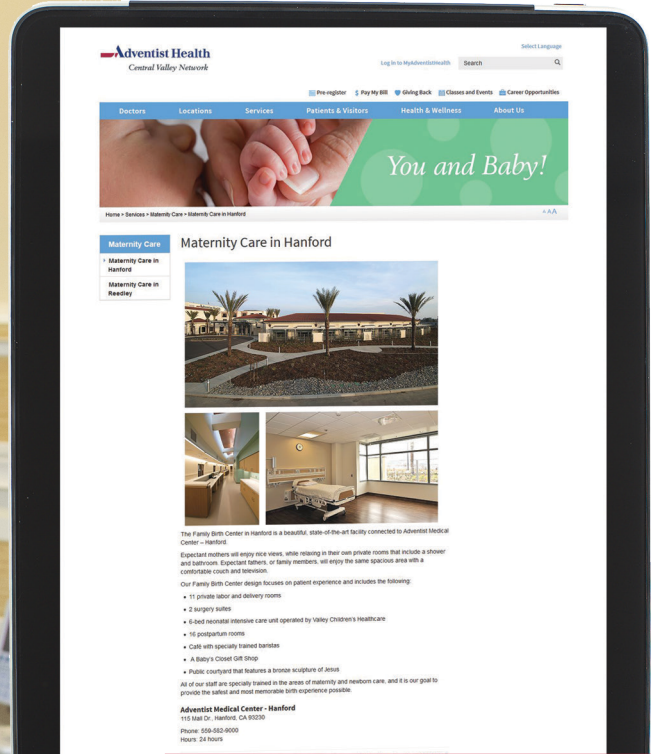 Select Language
Adventist Health
Central Valley Network
Log in to MyAdventistHealth Search
Pre-register $ Pay My Bill Giving Back Classes and Events Career Opportunities
Doctors Locations Services Patients & Visitors Health & Wellness About Us
You and Baby!
Home > Services > Maternity Care > Maternity Care in Hanford
AAA
Maternity Care
Maternity Care in
Hanford
Maternity Care in
Reedley
Maternity Care in Hanford
The Family Birth Center in Hanford is a beautiful, state-of-the-art facility connected to Adventist Medical
Center – Hanford.
Expectant mothers will enjoy nice views, while relaxing in their own private rooms that include a shower
and bathroom. Expectant fathers, or family members, will enjoy the same spacious area with a
comfortable couch and television.
Our Family Birth Center design focuses on patient experience and includes the following:
• 11 private labor and delivery rooms
• 2 surgery suites
• 6-bed neonatal intensive care unit operated by Valley Children's Healthcare
• 16 postpartum rooms
• Café with specially trained baristas
• A Baby's Closet Gift Shop
• Public courtyard that features a bronze sculpture of Jesus
All of our staff are specially trained in the areas of maternity and newborn care, and it is our goal to
provide the safest and most memorable birth experience possible.
Adventist Medical Center - Hanford
115 Mall Dr., Hanford, CA 93230
Phone: 559-582-9000
Hours: 24 hours